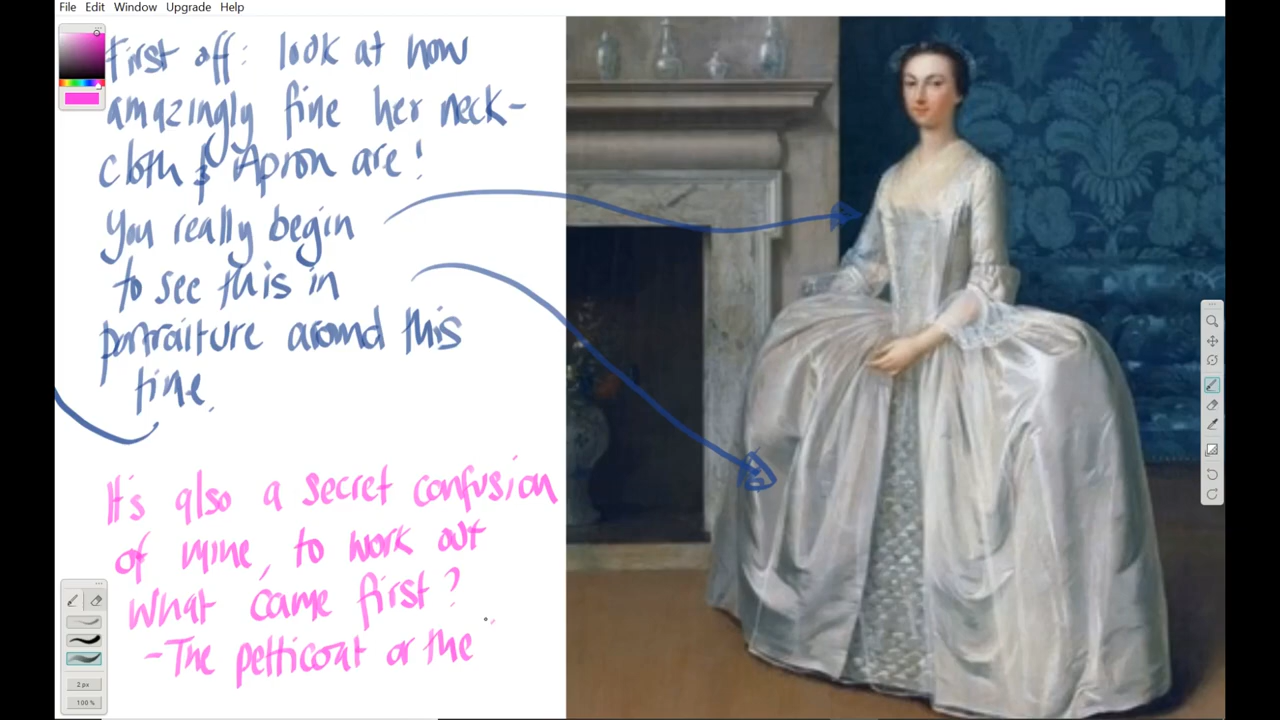 File Edit Window Upgrade Help
First off: look at how
amazingly fine her neck-
cloth & Apron are!
You really begin
to see this in
portraiture around this
time.
It's also a secret confusion
of mine, to work out
what came first?
- The petticoat or the
2 px
100 %